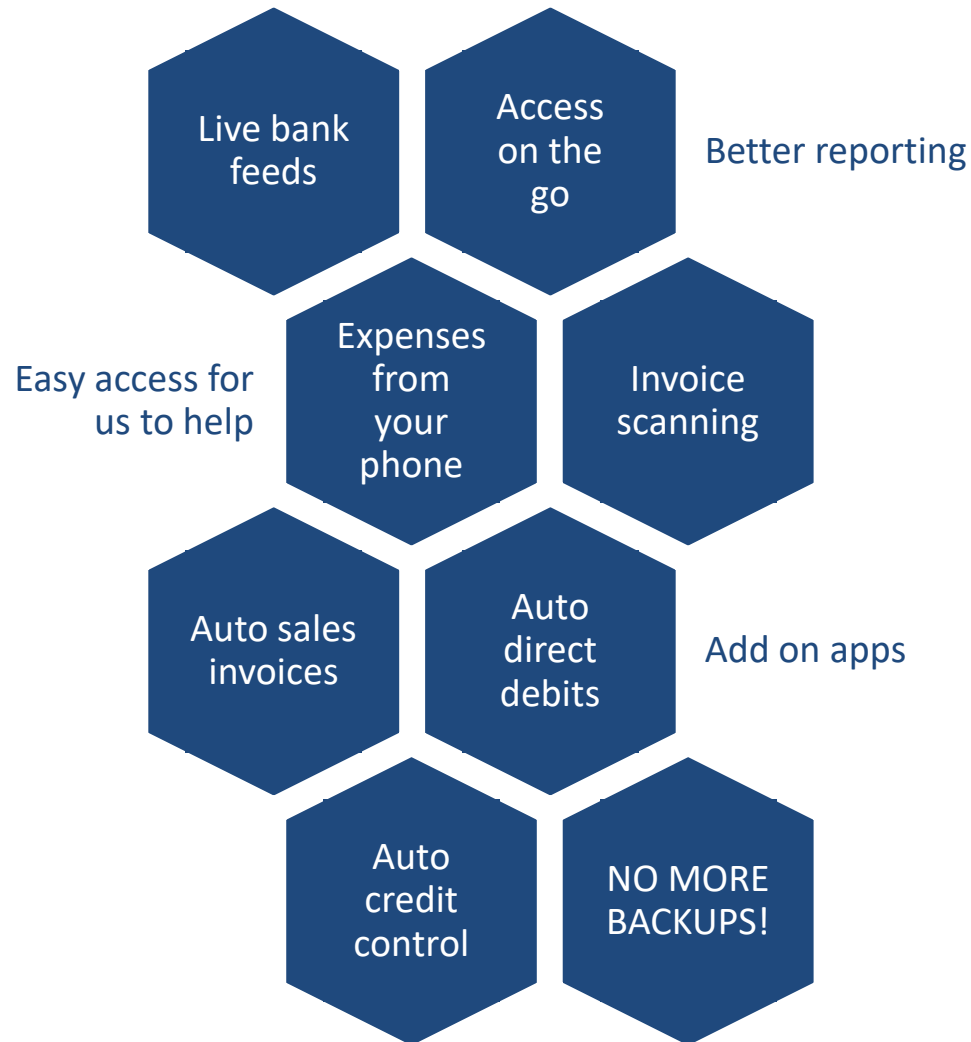 Live bank
feeds
Access
on the
go
Better reporting
Easy access for
us to help
Expenses
from
your
phone
Invoice
scanning
Auto sales
invoices
Auto
direct
debits
Add on apps
Auto
credit
control
NO MORE
BACKUPS!